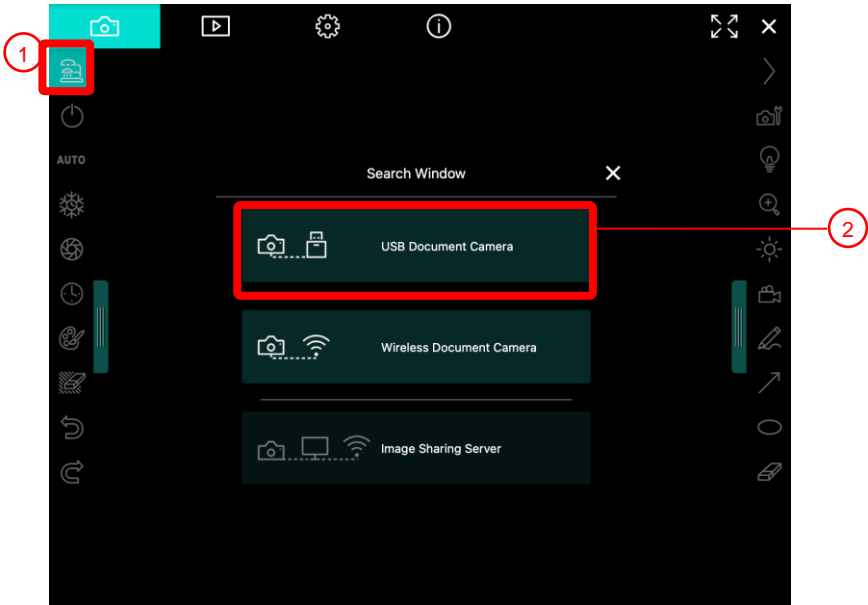 1
AUTO
Search Window
USB Document Camera
2
Wireless Document Camera
Image Sharing Server